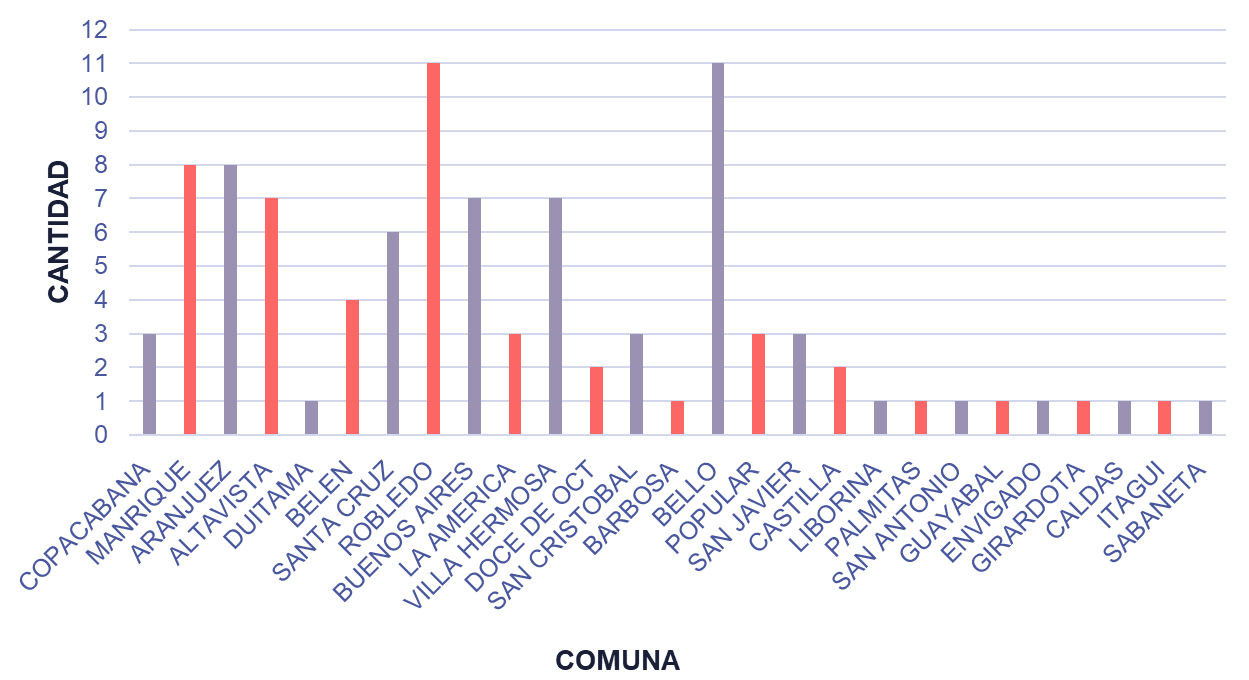 12
11
10
9
8
7
6
5
4
3
2
1
0
CANTIDAD
COPACABANA
MANRIQUE
ARANJUEZ
ALTAVISTA
DUITAMA
BELEN
SANTA CRUZ
ROBLEDO
BUENOS AIRES
LA AMERICA
VILLA HERMOSA
DOCE DE OCT
SAN CRISTOBAL
BARBOSA
BELLO
POPULAR
SAN JAVIER
CASTILLA
LIBORINA
PALMITAS
SAN ANTONIO
GUAYABAL
ENVIGADO
GIRARDOTA
CALDAS
ITAGUI
SABANETA
COMUNA